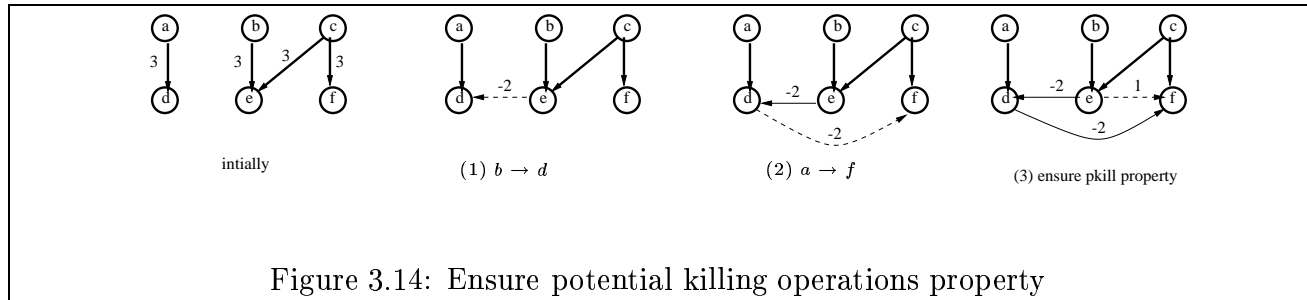 a b c a b c a b c a b c
3 3 3 3
-2 -2 -2 1
d e f d e f d e f d e f
-2 -2
intially (1) b → d (2) a → f (3) ensure pkill property
Figure 3.14: Ensure potential killing operations property